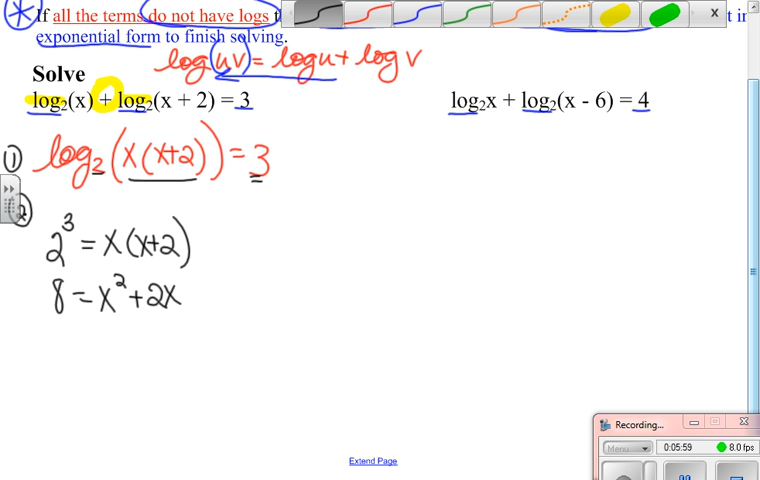 If all the terms do not have logs t
t in
exponential form to finish solving.
log(uv) = log u + log v
Solve
log₂(x) + log₂(x + 2) = 3
log₂x + log₂(x - 6) = 4
① log₂(x(x+2)) = 3
②
2³ = x(x+2)
8 = x² + 2x
Recording...
Menu
0:05:59
8.0 fps
Extend Page